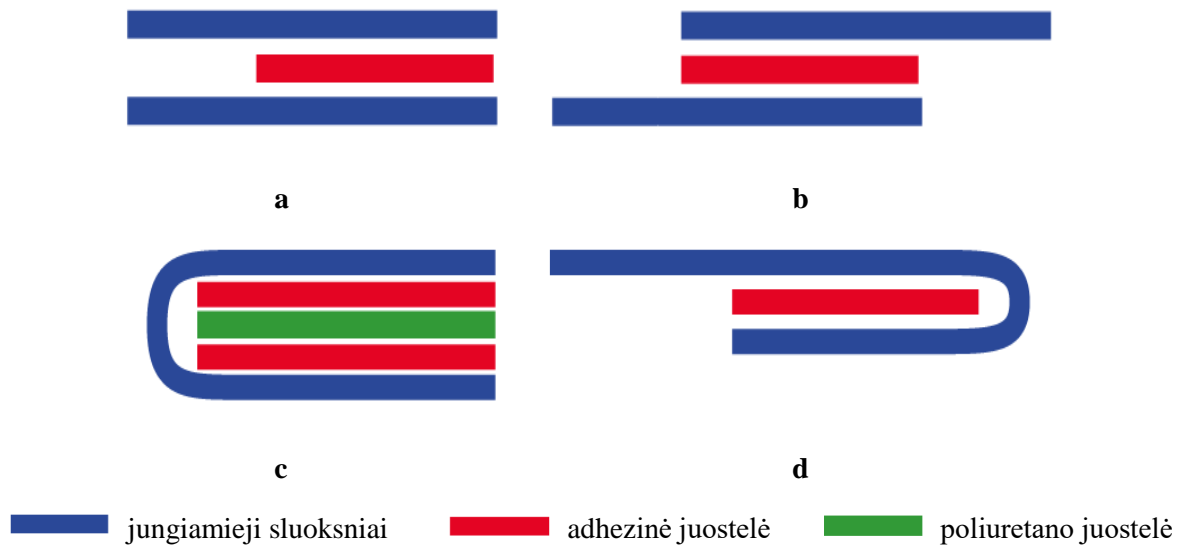 a
b
c
d
jungiamieji sluoksniai
adhezinė juostelė
poliuretano juostelė